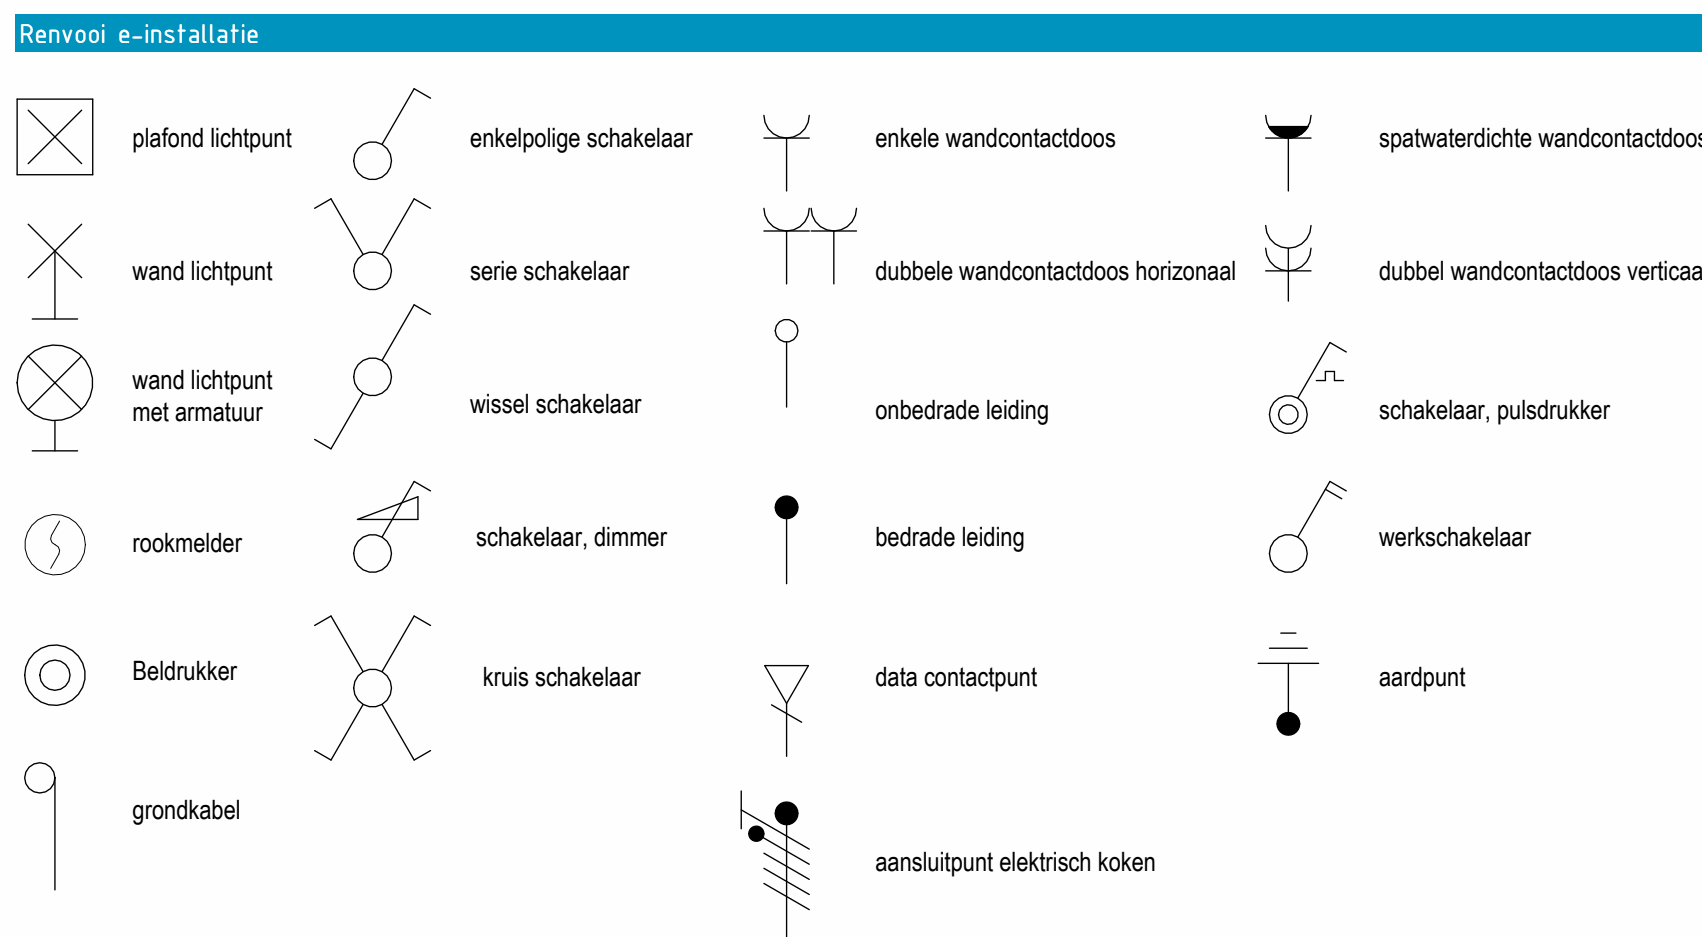 Renvooi e-installatie
plafond lichtpunt
enkelpolige schakelaar
enkele wandcontactdoos
spatwaterdichte wandcontactdoos
wand lichtpunt
serie schakelaar
dubbele wandcontactdoos horizonaal
dubbel wandcontactdoos verticaa
wand lichtpunt
met armatuur
wissel schakelaar
onbedrade leiding
schakelaar, pulsdrukker
rookmelder
schakelaar, dimmer
bedrade leiding
werkschakelaar
Beldrukker
kruis schakelaar
data contactpunt
aardpunt
grondkabel
aansluitpunt elektrisch koken